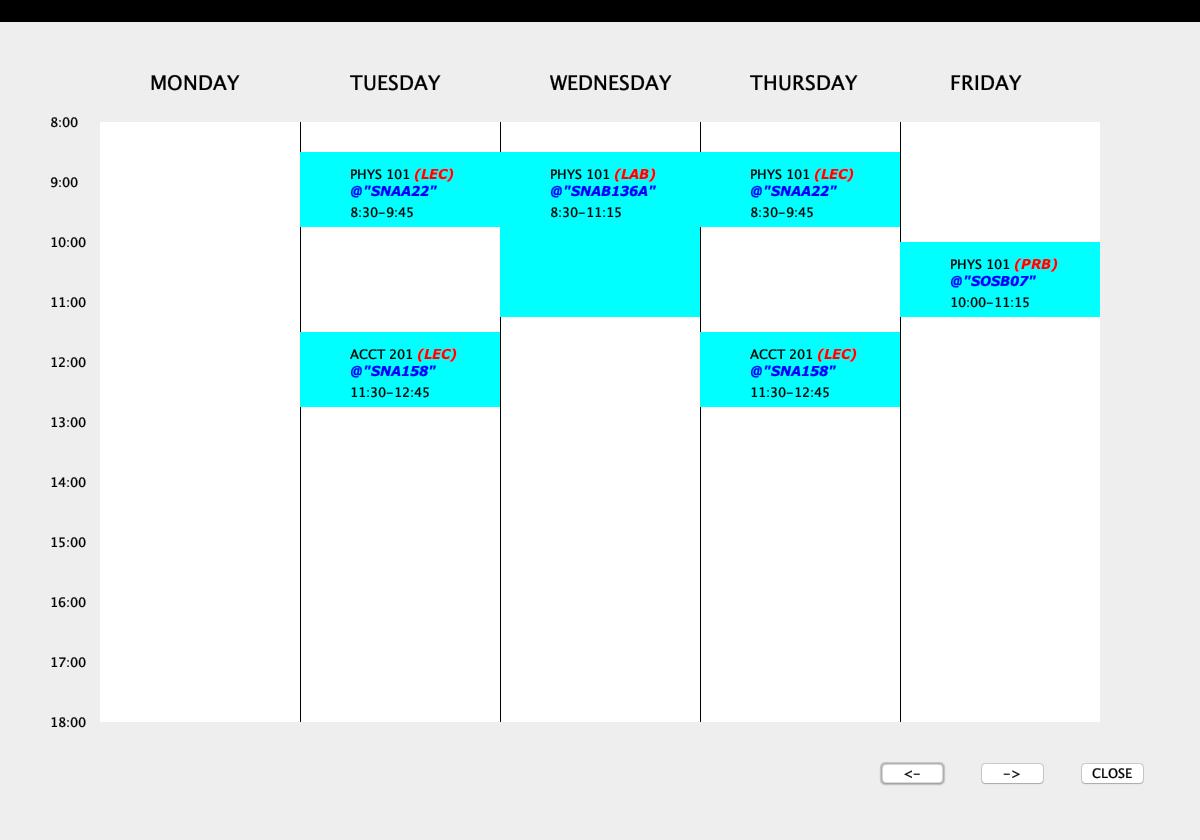 MONDAY TUESDAY WEDNESDAY THURSDAY FRIDAY
8:00
9:00
10:00
11:00
12:00
13:00
14:00
15:00
16:00
17:00
18:00
PHYS 101 (LEC)
@"SNAA22"
8:30-9:45
ACCT 201 (LEC)
@"SNA158"
11:30-12:45
PHYS 101 (LAB)
@"SNAB136A"
8:30-11:15
PHYS 101 (LEC)
@"SNAA22"
8:30-9:45
ACCT 201 (LEC)
@"SNA158"
11:30-12:45
PHYS 101 (PRB)
@"SOSB07"
10:00-11:15
<- -> CLOSE